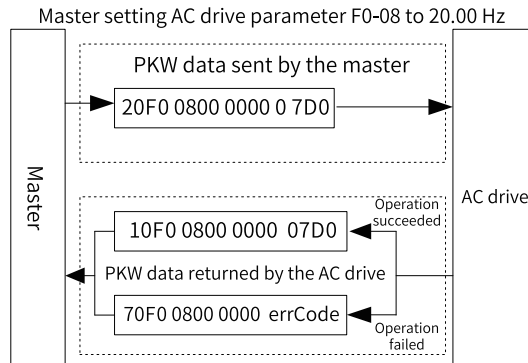 Master setting AC drive parameter F0-08 to 20.00 Hz
PKW data sent by the master
20F0 0800 0000 0 7D0
Master
AC drive
Operation
succeeded
10F0 0800 0000 07D0
PKW data returned by the AC drive
70F0 0800 0000 errCode
Operation
failed